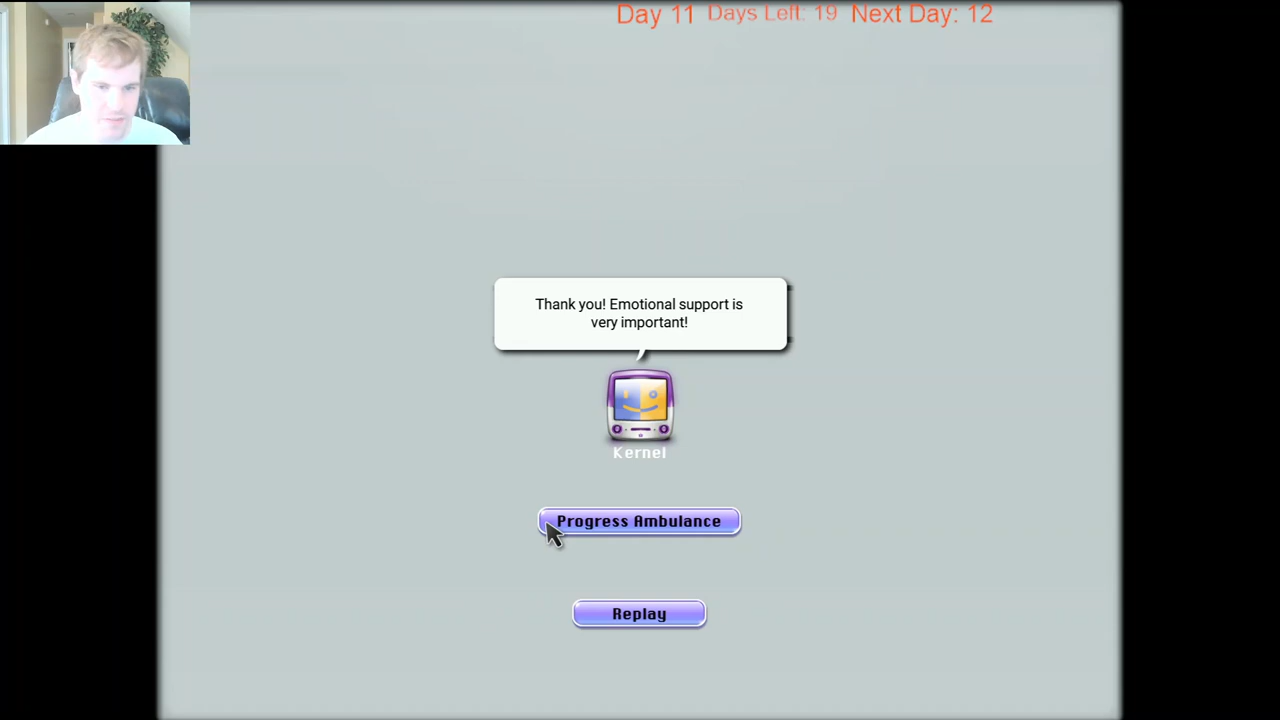 Day 11 Days Left: 19 Next Day: 12
Thank you! Emotional support is
very important!
Kernel
Progress Ambulance
Replay